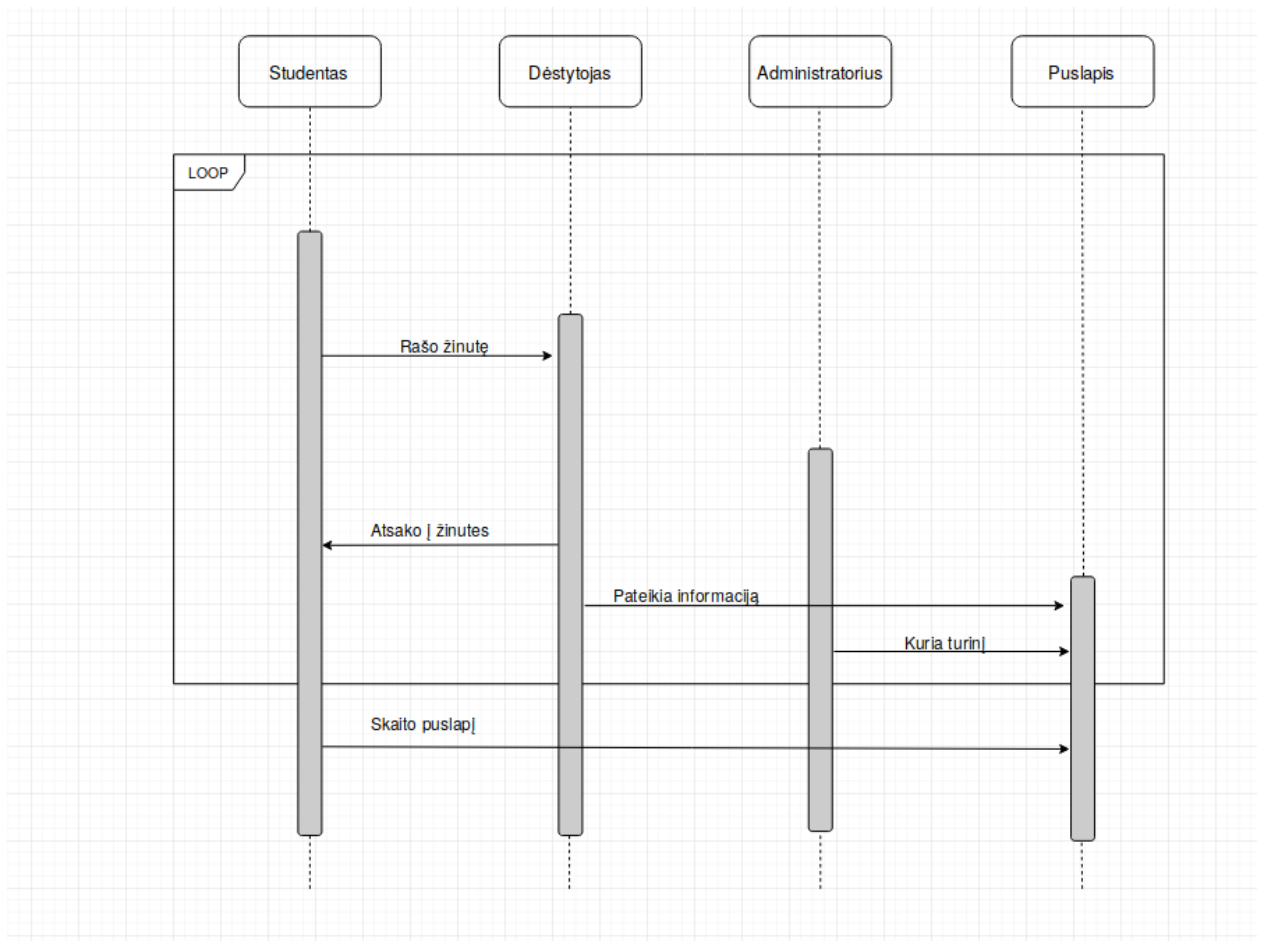 Studentas
Dėstytojas
Administratorius
Puslapis
LOOP
Rašo žinutę
Atsako į žinutes
Pateikia informaciją
Kuria turinį
Skaito puslapį